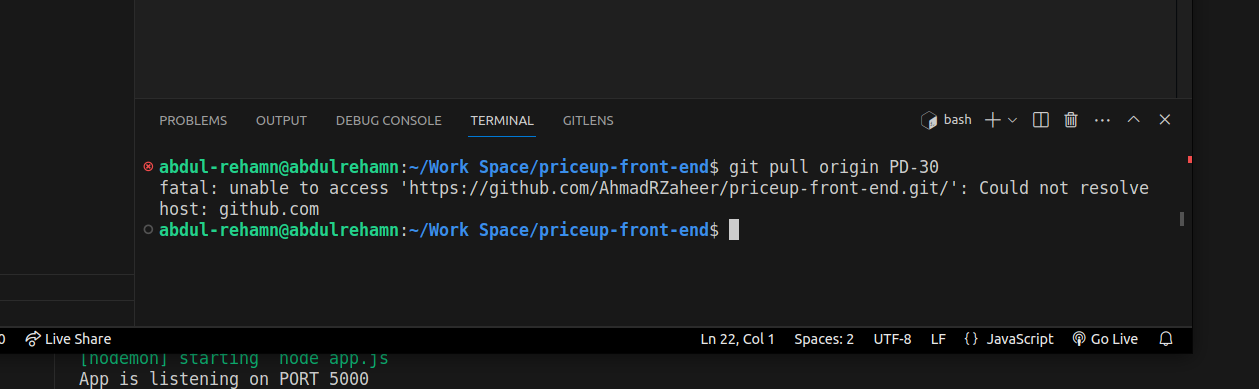 PROBLEMS OUTPUT DEBUG CONSOLE TERMINAL GITLENS bash
abdul-rehamn@abdulrehamn:~/Work Space/priceup-front-end$ git pull origin PD-30
fatal: unable to access 'https://github.com/AhmadRZaheer/priceup-front-end.git/': Could not resolve
host: github.com
abdul-rehamn@abdulrehamn:~/Work Space/priceup-front-end$
0 Live Share Ln 22, Col 1 Spaces: 2 UTF-8 LF {} JavaScript Go Live
[nodemon] starting `node app.js`
App is listening on PORT 5000